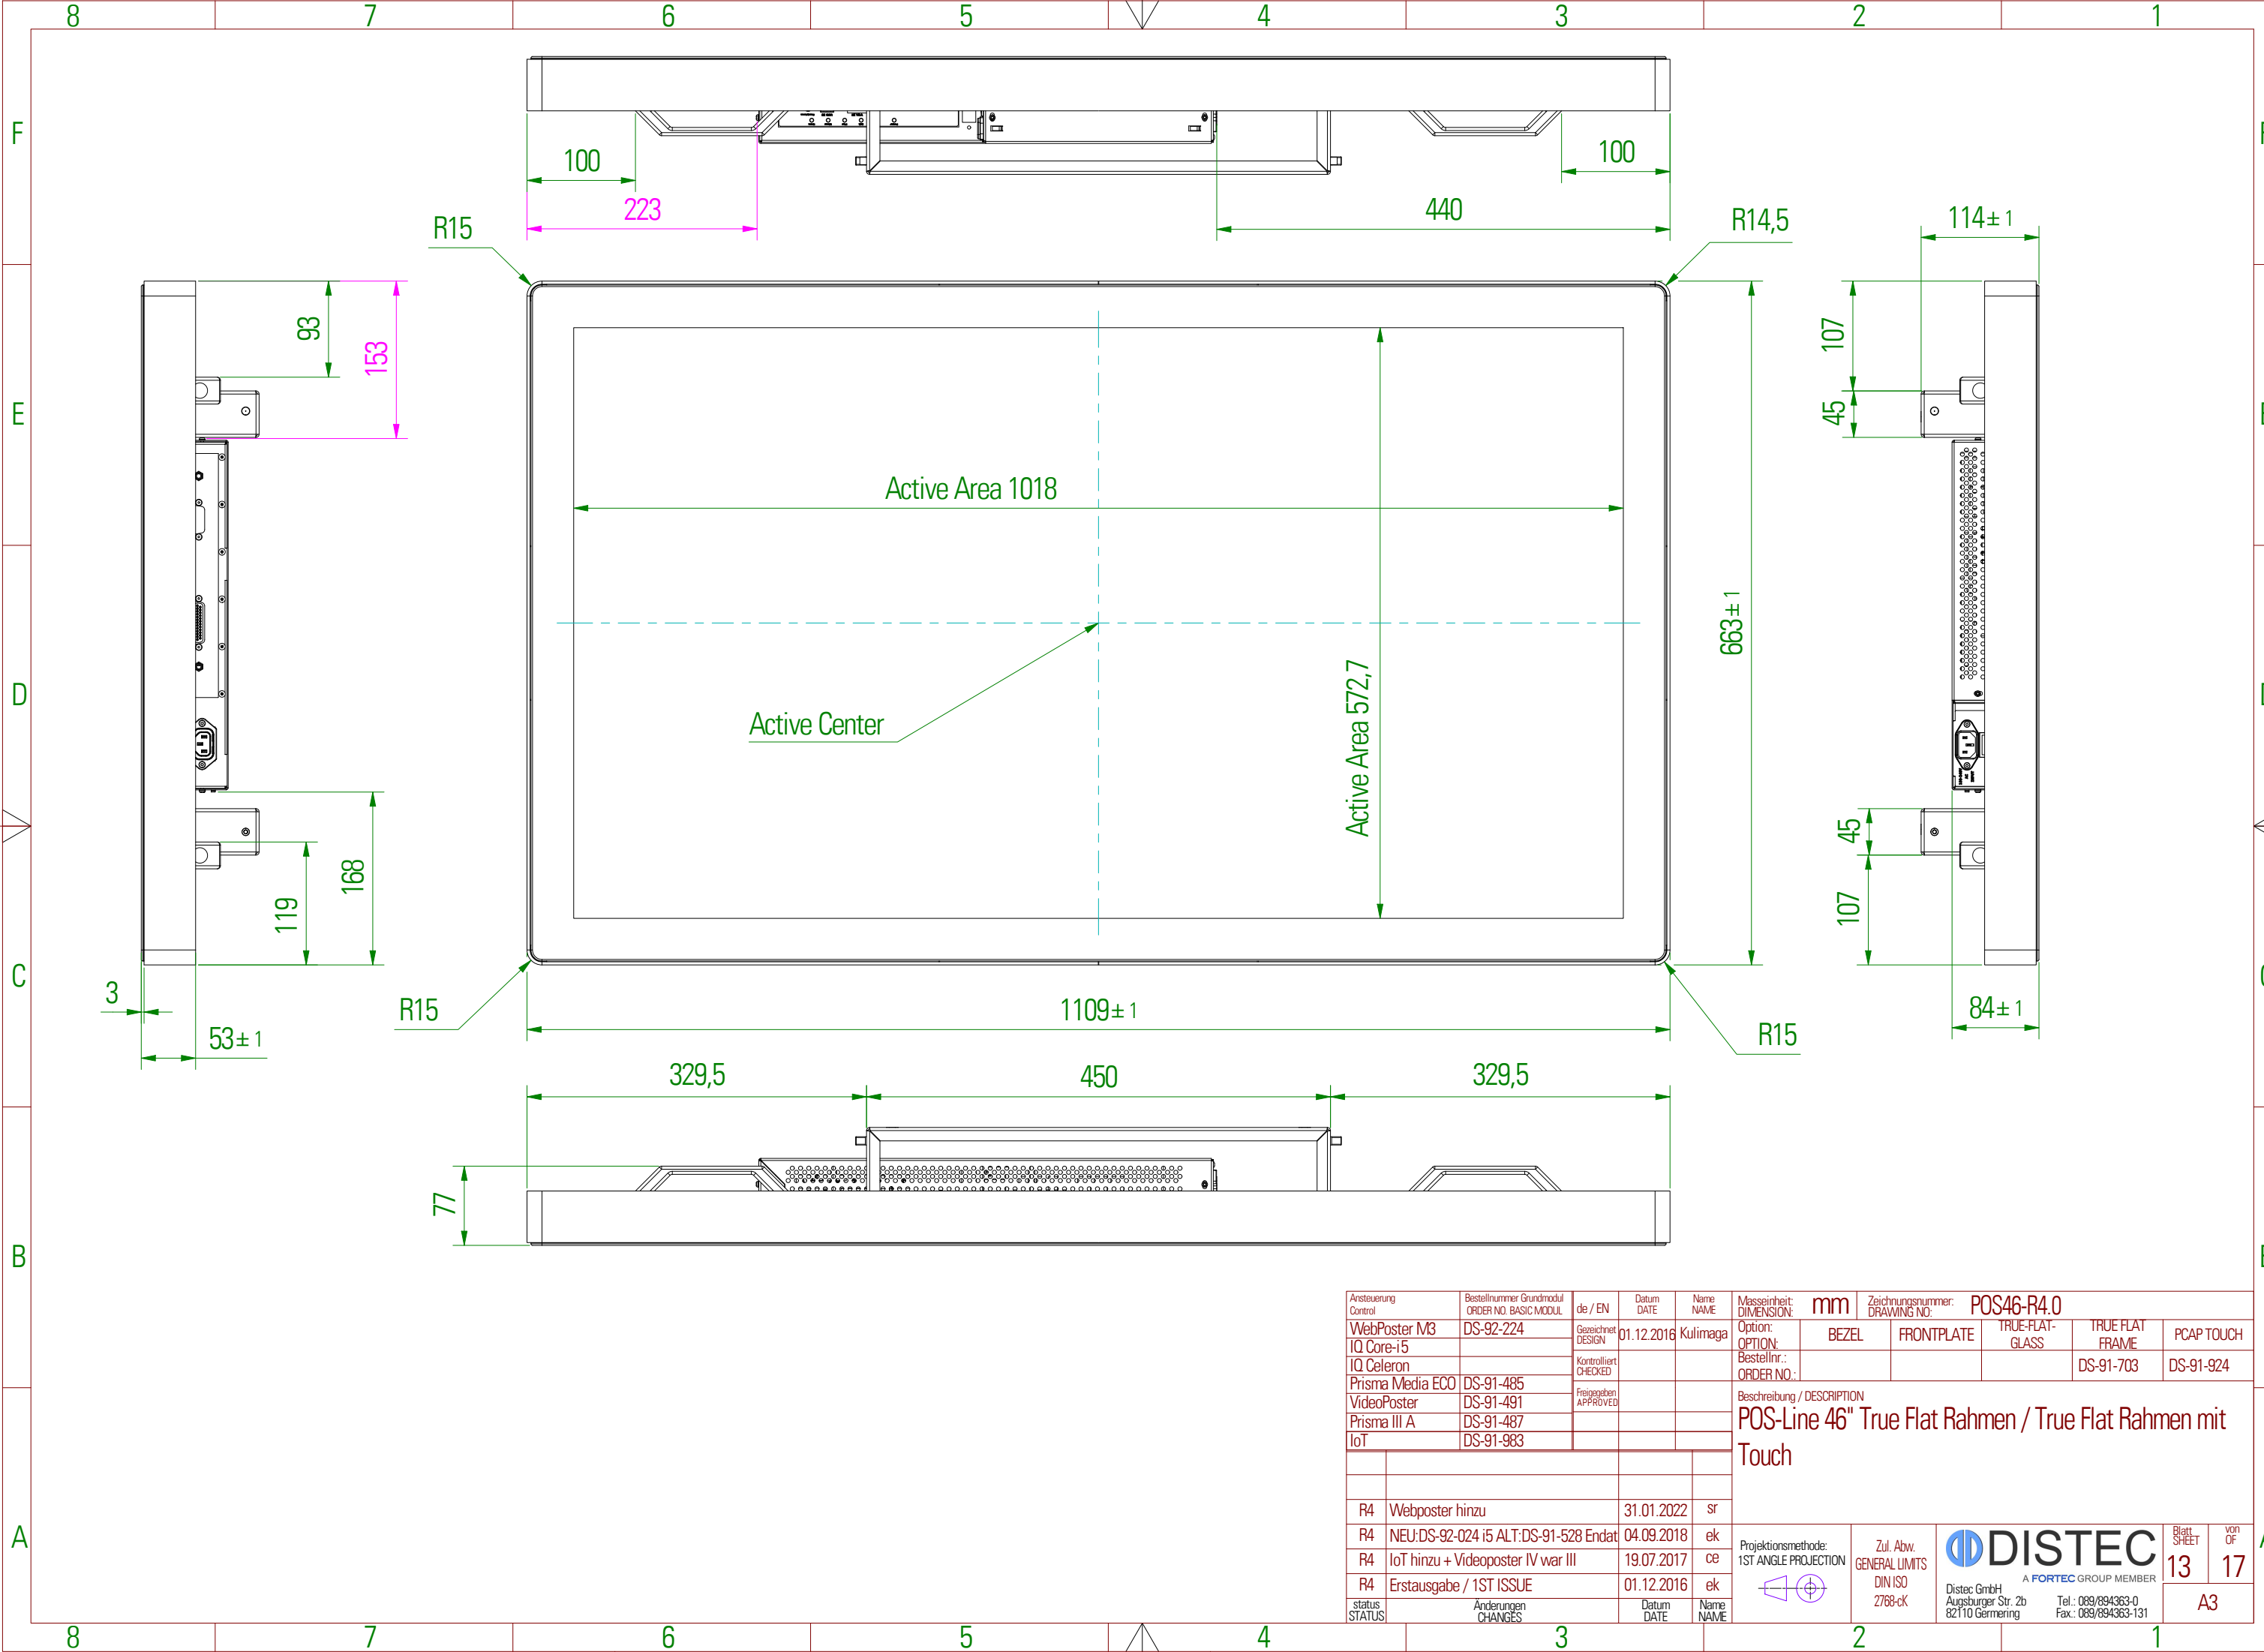 8 7 6 5 4 3 2 1
F
E
D
C
B
A
100
223
440
100
R15
R14,5
114± 1
93
153
107
45
Active Area 1018
663± 1
Active Area 572,7
Active Center
45
107
168
119
3
53± 1
R15
1109± 1
84± 1
R15
329,5 450 329,5
77
Ansteuerung
Control
Bestellnummer Grundmodul
ORDER NO. BASIC MODUL
de / EN
Datum
DATE
Name
NAME
WebPoster M3 DS-92-224
IQ Core-i5
IQ Celeron
Prisma Media ECO DS-91-485
VideoPoster DS-91-491
Prisma III A DS-91-487
IoT DS-91-983
Gezeichnet
DESIGN
01.12.2016 Kulimaga
Kontrolliert
CHECKED
Freigegeben
APPROVED
Masseinheit:
DIMENSION:
mm
Zeichnungsnummer:
DRAWING NO:
POS46-R4.0
Option:
OPTION:
BEZEL
FRONTPLATE
TRUE-FLAT-
GLASS
TRUE FLAT
FRAME
PCAP TOUCH
Bestellnr.:
ORDER NO.:
DS-91-703
DS-91-924
Beschreibung / DESCRIPTION
POS-Line 46" True Flat Rahmen / True Flat Rahmen mit
Touch
R4 Webposter hinzu 31.01.2022 sr
R4 NEU:DS-92-024 i5 ALT:DS-91-528 Endat 04.09.2018 ek
R4 IoT hinzu + Videoposter IV war III 19.07.2017 ce
R4 Erstausgabe / 1ST ISSUE 01.12.2016 ek
status
STATUS
Änderungen
CHANGES
Datum
DATE
Name
NAME
Projektionsmethode:
1ST ANGLE PROJECTION
Zul. Abw.
GENERAL LIMITS
DIN ISO
2768-cK
DISTEC
A FORTEC GROUP MEMBER
Distec GmbH
Augsburger Str. 2b Tel.: 089/894363-0
82110 Germering Fax.: 089/894363-131
Blatt
SHEET
13
von
OF
17
A3
8 7 6 5 4 3 2 1